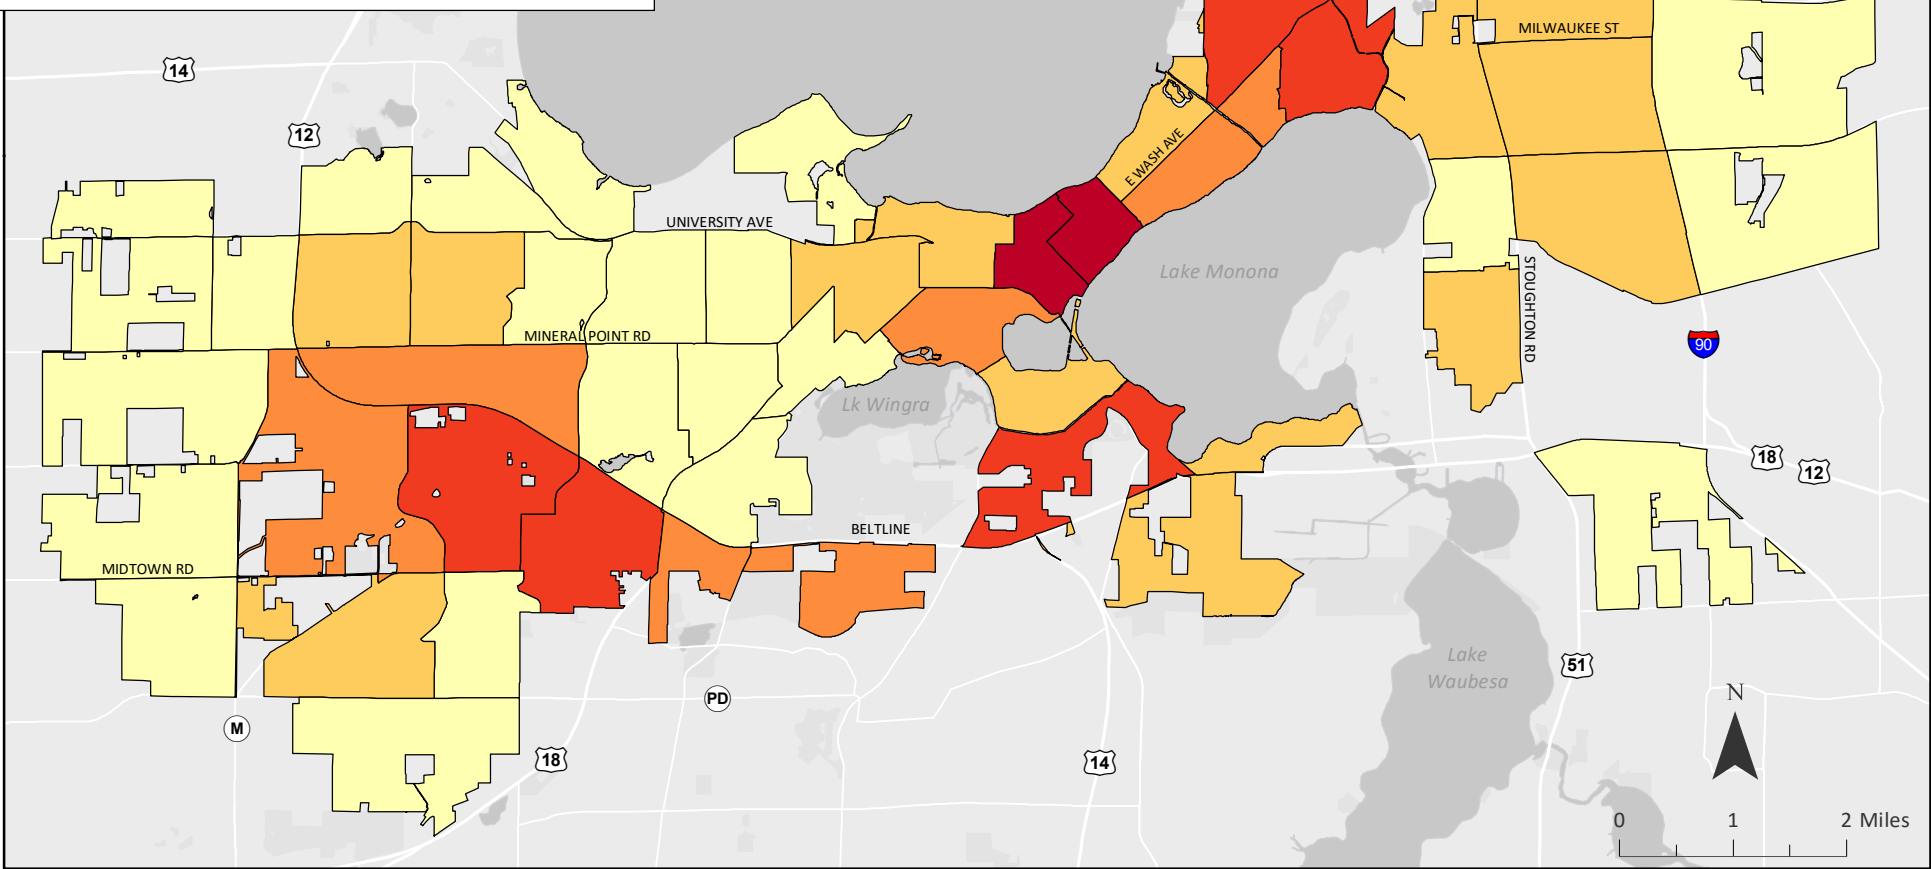 MILWAUKEE ST
14
12
E WASH AVE
UNIVERSITY AVE
Lake Monona
STOUGHTON RD
MINERAL POINT RD
90
Lk Wingra
18
12
BELTLINE
MIDTOWN RD
Lake
Waubesa
51
PD
N
M
18
14
0 1 2 Miles